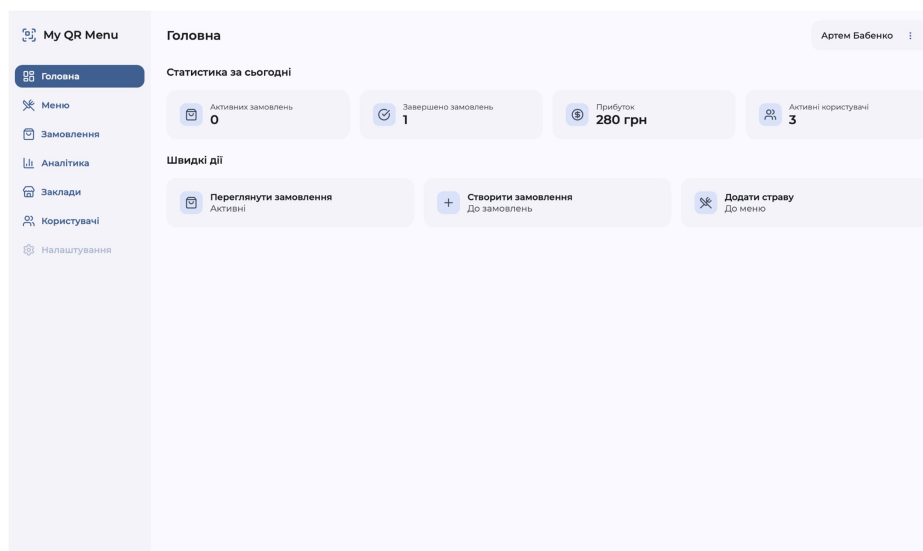 My QR Menu
Головна
Меню
Замовлення
Аналітика
Заклади
Користувачі
Налаштування
Головна
Артем Бабенко
Статистика за сьогодні
Активних замовлень
0
Завершено замовлень
1
Прибуток
280 грн
Активні користувачі
3
Швидкі дії
Переглянути замовлення
Активні
Створити замовлення
До замовлень
Додати страву
До меню